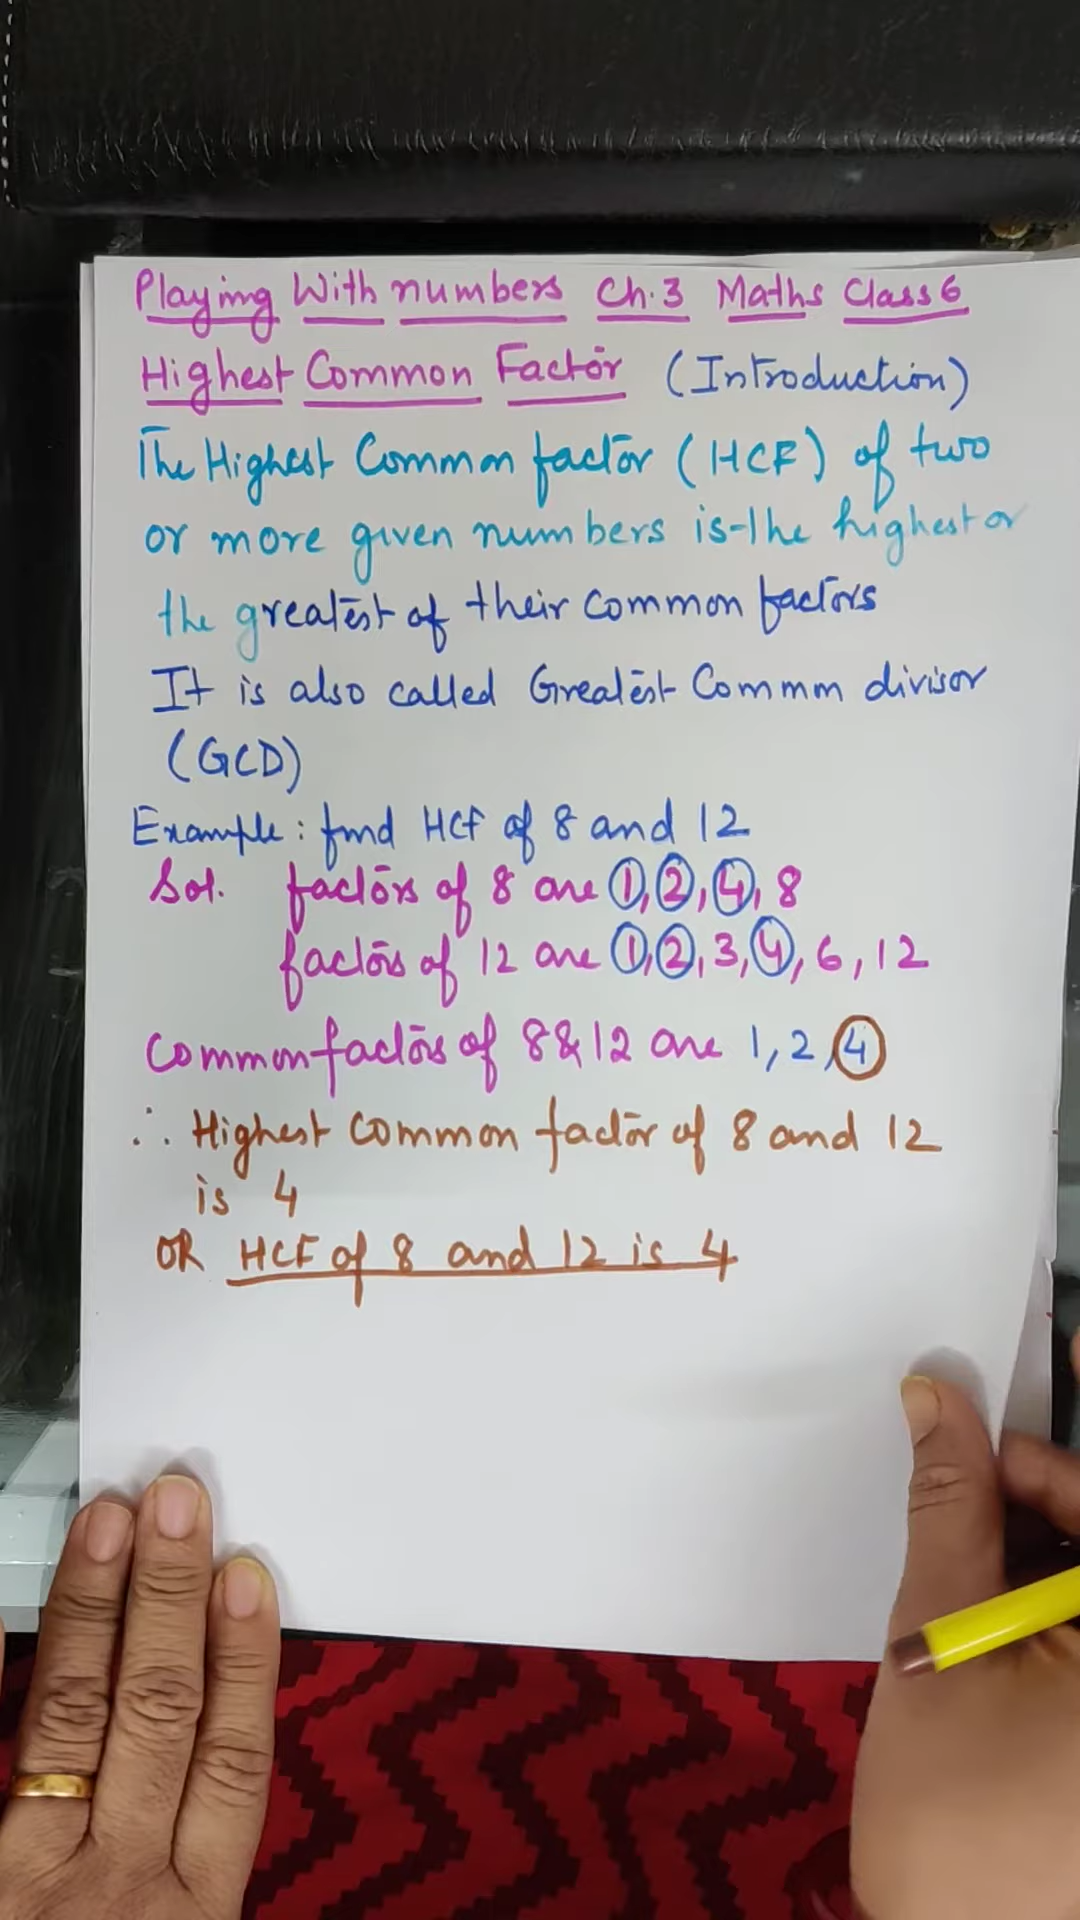 Playing With numbers Ch.3 Maths Class 6
Highest Common Factor (Introduction)
The Highest Common factor (HCF) of two
or more given numbers is the highest or
the greatest of their common factors
It is also called Greatest Common divisor
(GCD)
Example: find HCF of 8 and 12
Sol. factors of 8 are 1, 2, 4, 8
factors of 12 are 1, 2, 3, 4, 6, 12
Common factors of 8 & 12 are 1, 2, 4
∴ Highest common factor of 8 and 12
is 4
OR HCF of 8 and 12 is 4